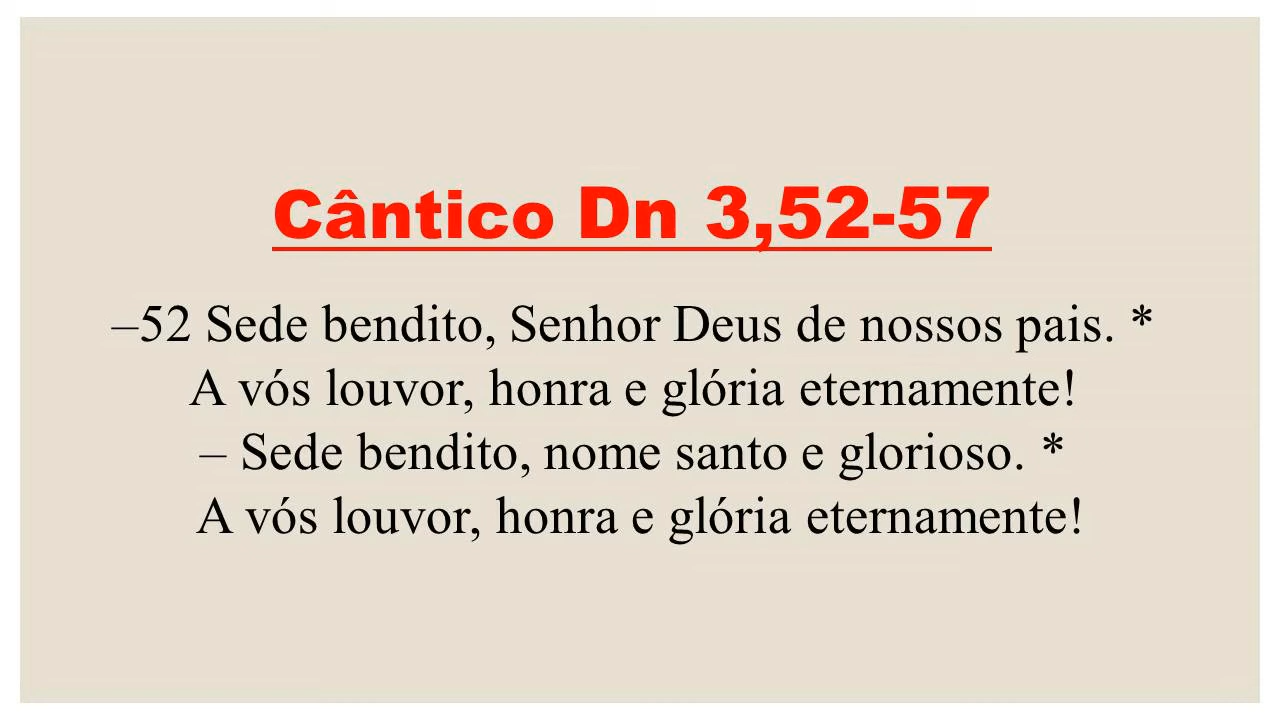 Cântico Dn 3,52-57
–52 Sede bendito, Senhor Deus de nossos pais. *
A vós louvor, honra e glória eternamente!
– Sede bendito, nome santo e glorioso. *
A vós louvor, honra e glória eternamente!